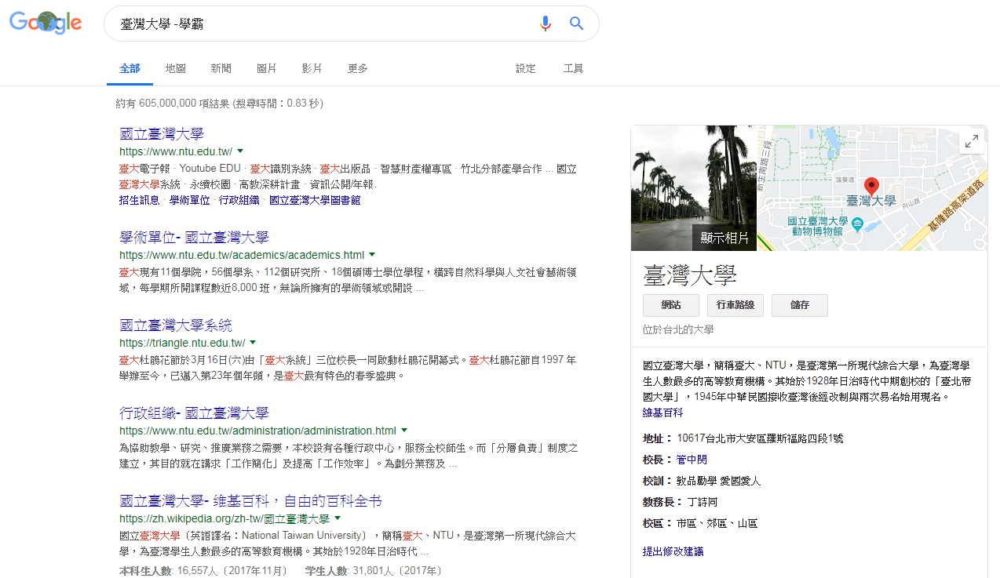 Google
臺灣大學 -學霸
全部 地圖 新聞 圖片 影片 更多 設定 工具
約有 605,000,000 項結果 (搜尋時間：0.83 秒)
國立臺灣大學
https://www.ntu.edu.tw/
臺大電子報 · Youtube EDU · 臺大識別系統 · 臺大出版品 · 智慧財產權專區 · 竹北分部產學合作 ... 國立
臺灣大學系統 · 永續校園 · 高教深耕計畫 · 資訊公開/年報.
招生訊息 · 學術單位 · 行政組織 · 國立臺灣大學圖書館
學術單位- 國立臺灣大學
https://www.ntu.edu.tw/academics/academics.html
臺大現有11個學院，56個學系、112個研究所、18個碩博士學位學程，橫跨自然科學與人文社會藝術領
域，每學期所開課程數近8,000 班，無論所擁有的學術領域或開設 ...
國立臺灣大學系統
https://triangle.ntu.edu.tw/
臺大杜鵑花節於3月16日(六)由「臺大系統」三位校長一同啟動杜鵑花開幕式。臺大杜鵑花節自1997 年
舉辦至今，已邁入第23年個年頭，是臺大最有特色的春季盛典。
行政組織- 國立臺灣大學
https://www.ntu.edu.tw/administration/administration.html
為協助教學、研究、推廣業務之需要，本校設有各種行政中心，服務全校師生。而「分層負責」制度之
建立，其目的就在講求「工作簡化」及提高「工作效率」。為劃分業務及 ...
國立臺灣大學- 维基百科，自由的百科全书
https://zh.wikipedia.org/zh-tw/國立臺灣大學
國立臺灣大學（英語譯名：National Taiwan University），簡稱臺大、NTU，是臺灣第一所現代綜合大
學，為臺灣學生人數最多的高等教育機構。其始於1928年日治時代 ...
本科生人數: 16,557人（2017年11月） 学生人數: 31,801人（2017年）
新生南路三段
蒲葵道
臺灣大學
舟山路
國立臺灣大學
動物博物館
基隆路高架道路
顯示相片
臺灣大學
網站 行車路線 儲存
位於台北的大學
國立臺灣大學，簡稱臺大、NTU，是臺灣第一所現代綜合大學，為臺灣學
生人數最多的高等教育機構。其始於1928年日治時代中期創校的「臺北帝
國大學」，1945年中華民國接收臺灣後經改制與兩次易名始用現名。
維基百科
地址： 10617台北市大安區羅斯福路四段1號
校長： 管中閔
校訓： 敦品勵學 愛國愛人
教務長： 丁詩同
校區： 市區、郊區、山區
提出修改建議